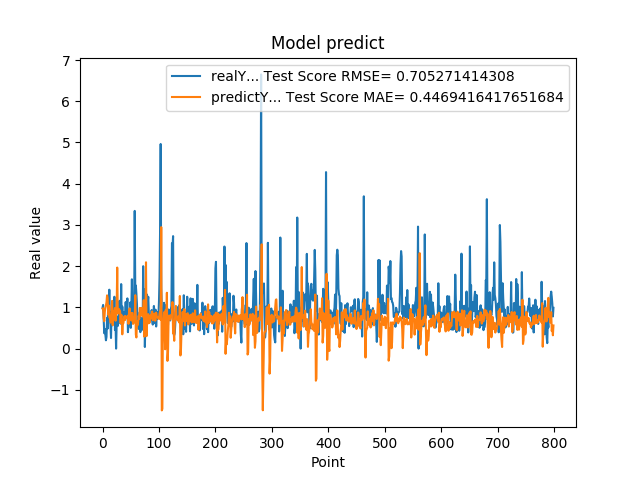 Model predict
realY... Test Score RMSE= 0.705271414308
predictY... Test Score MAE= 0.4469416417651684
7
6
5
4
3
2
1
0
−1
Real value
0 100 200 300 400 500 600 700 800
Point